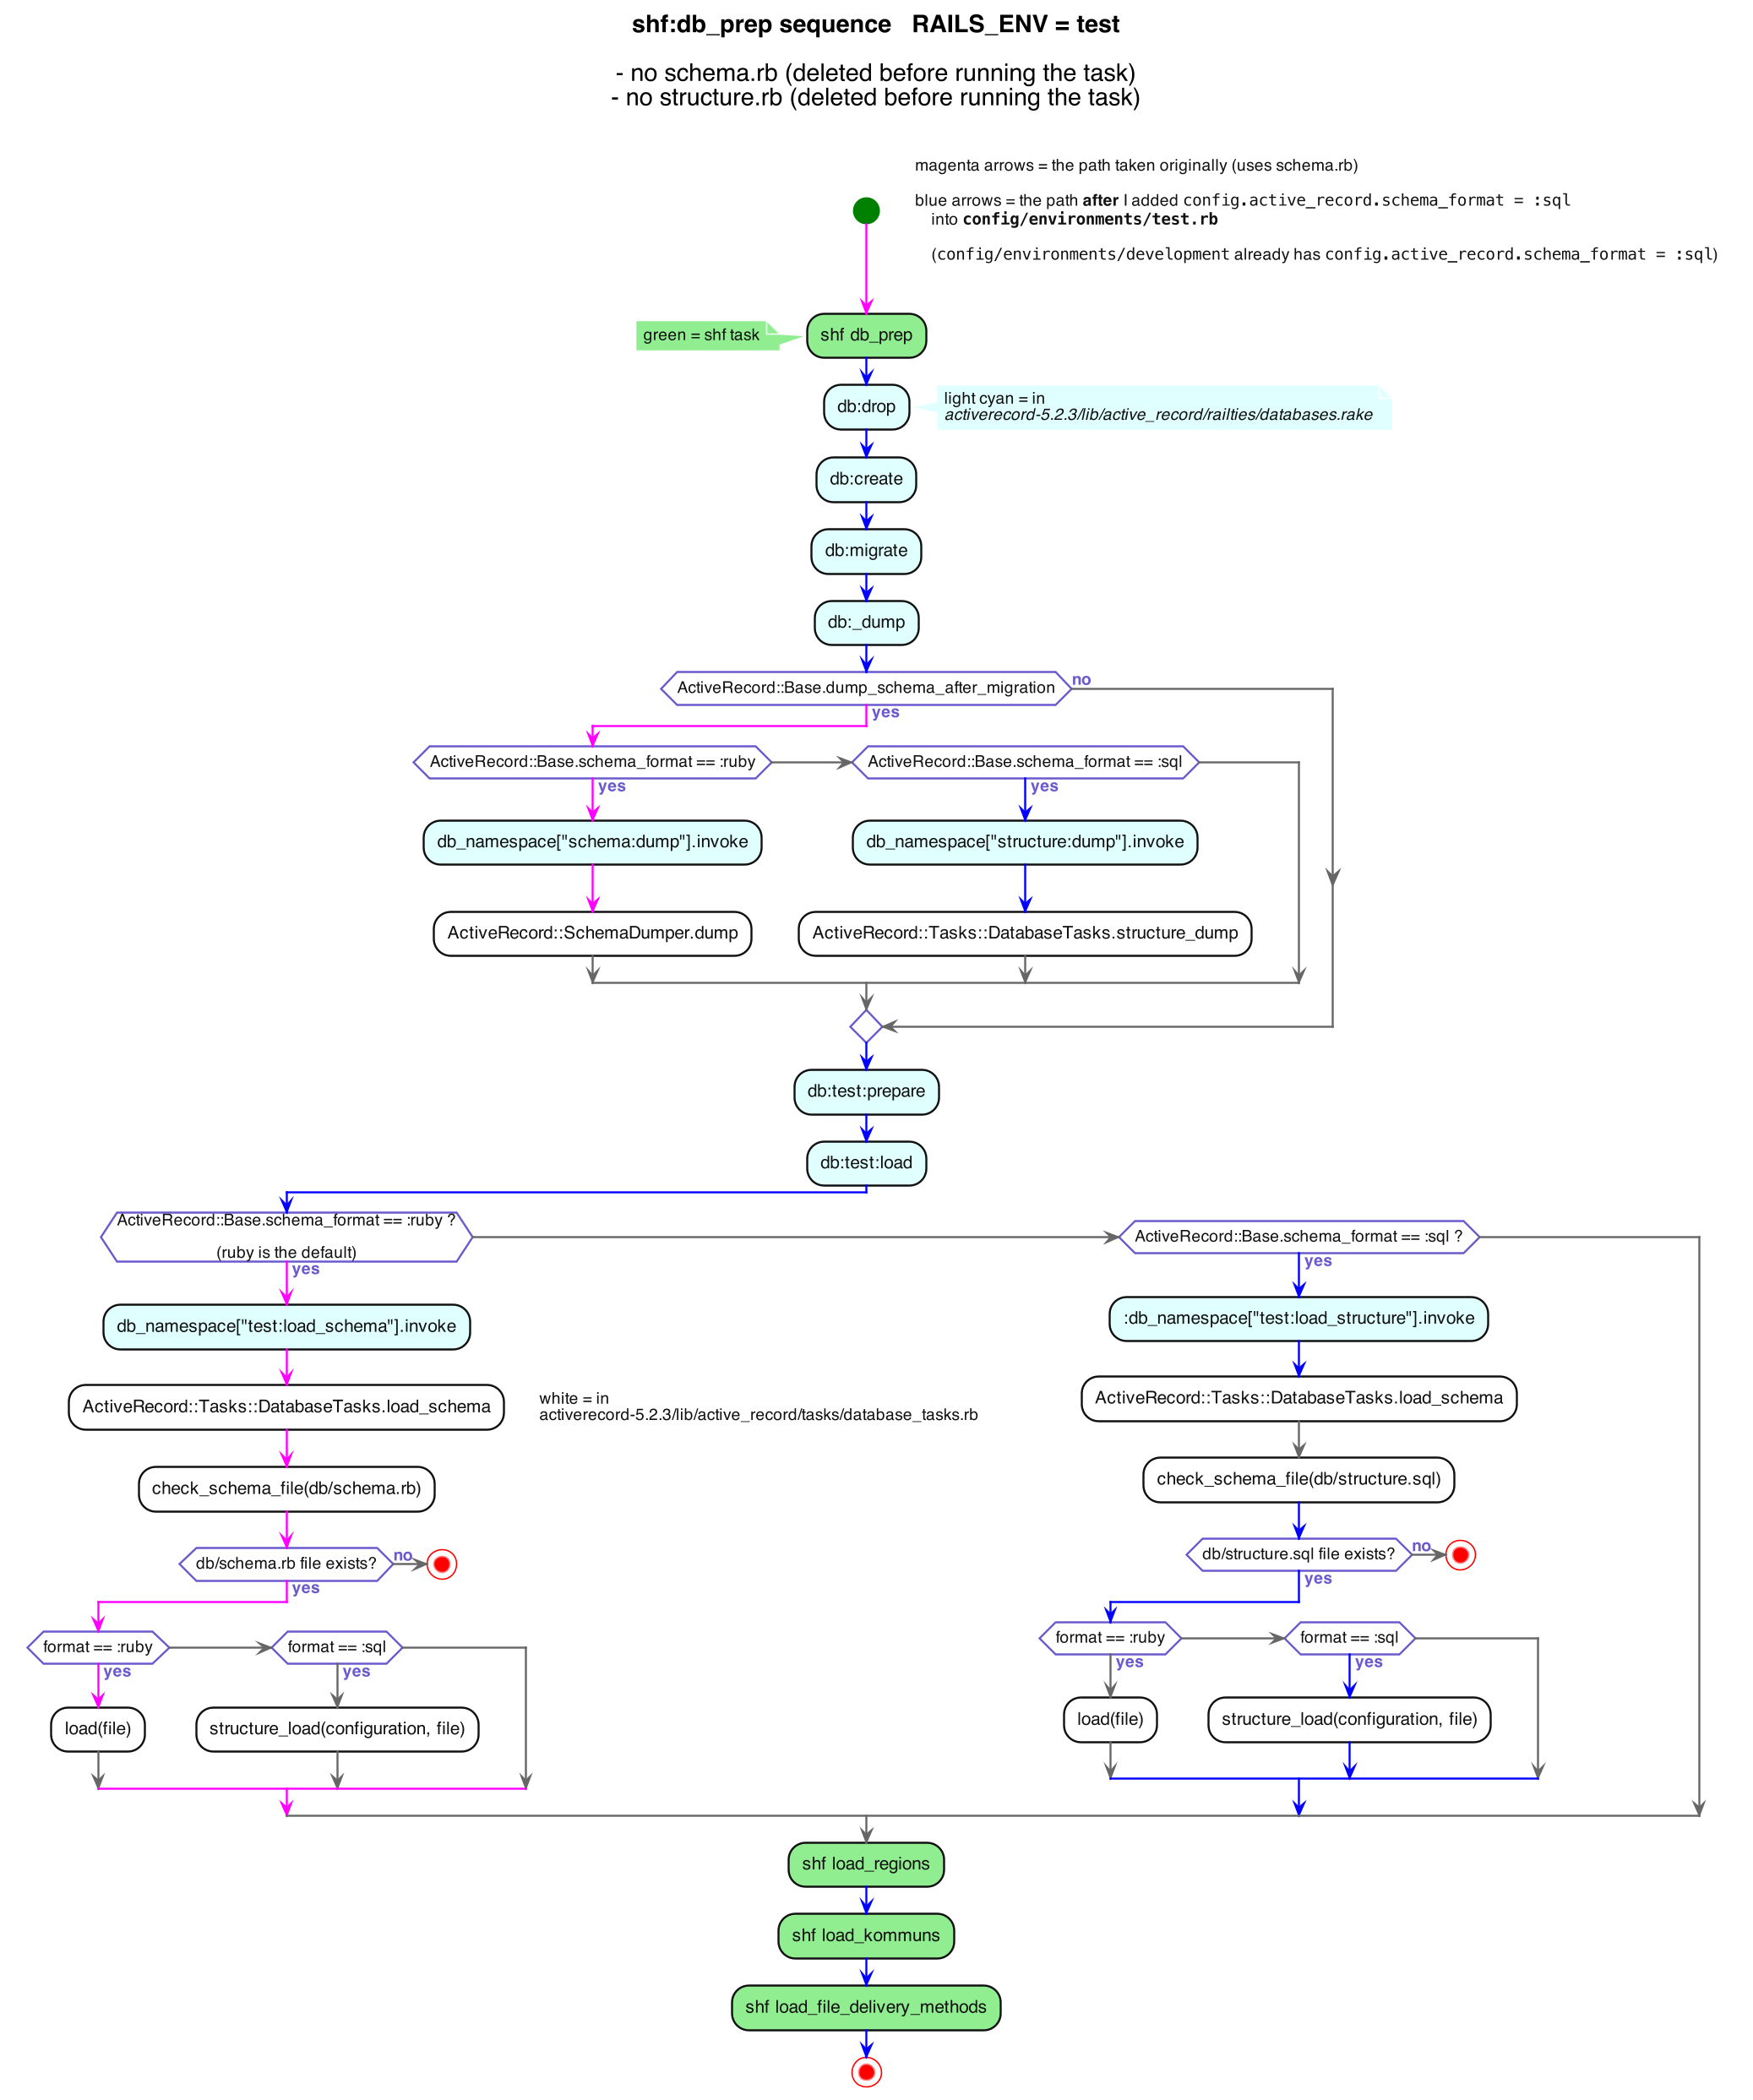 shf:db_prep sequence   RAILS_ENV = test
- no schema.rb (deleted before running the task)
- no structure.rb (deleted before running the task)
magenta arrows = the path taken originally (uses schema.rb)
blue arrows = the path after I added config.active_record.schema_format = :sql
into config/environments/test.rb
(config/environments/development already has config.active_record.schema_format = :sql)
green = shf task
shf db_prep
db:drop
light cyan = in
activerecord-5.2.3/lib/active_record/railties/databases.rake
db:create
db:migrate
db:_dump
ActiveRecord::Base.dump_schema_after_migration
no
yes
ActiveRecord::Base.schema_format == :ruby
ActiveRecord::Base.schema_format == :sql
yes
yes
db_namespace["schema:dump"].invoke
db_namespace["structure:dump"].invoke
ActiveRecord::SchemaDumper.dump
ActiveRecord::Tasks::DatabaseTasks.structure_dump
db:test:prepare
db:test:load
ActiveRecord::Base.schema_format == :ruby ?
(ruby is the default)
ActiveRecord::Base.schema_format == :sql ?
yes
yes
db_namespace["test:load_schema"].invoke
:db_namespace["test:load_structure"].invoke
ActiveRecord::Tasks::DatabaseTasks.load_schema
white = in
activerecord-5.2.3/lib/active_record/tasks/database_tasks.rb
ActiveRecord::Tasks::DatabaseTasks.load_schema
check_schema_file(db/schema.rb)
check_schema_file(db/structure.sql)
db/schema.rb file exists?
no
db/structure.sql file exists?
no
yes
yes
format == :ruby
format == :sql
format == :ruby
format == :sql
yes
yes
yes
yes
load(file)
structure_load(configuration, file)
load(file)
structure_load(configuration, file)
shf load_regions
shf load_kommuns
shf load_file_delivery_methods